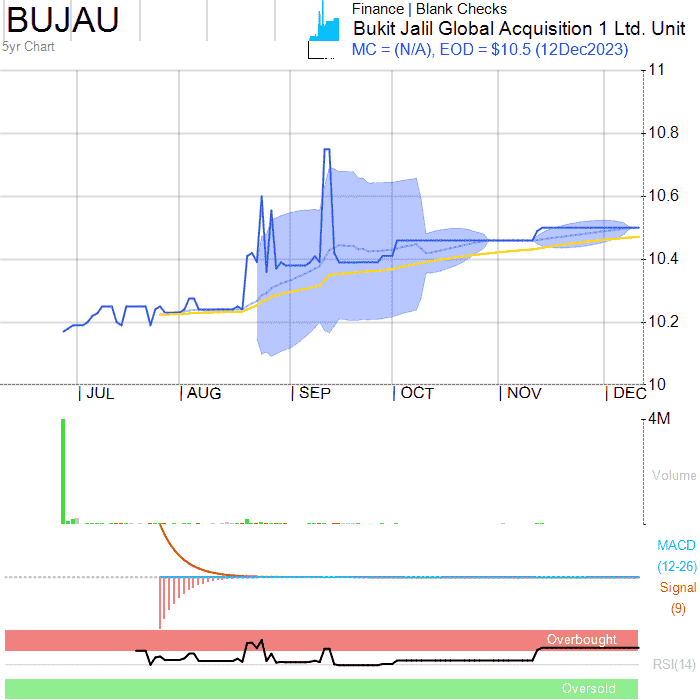 BUJAU
5yr Chart
Finance | Blank Checks
Bukit Jalil Global Acquisition 1 Ltd. Unit
MC = (N/A), EOD = $10.5 (12Dec2023)
11
10.8
10.6
10.4
10.2
10
JUL
AUG
SEP
OCT
NOV
DEC
4M
Volume
MACD
(12-26)
Signal
(9)
Overbought
RSI(14)
Oversold